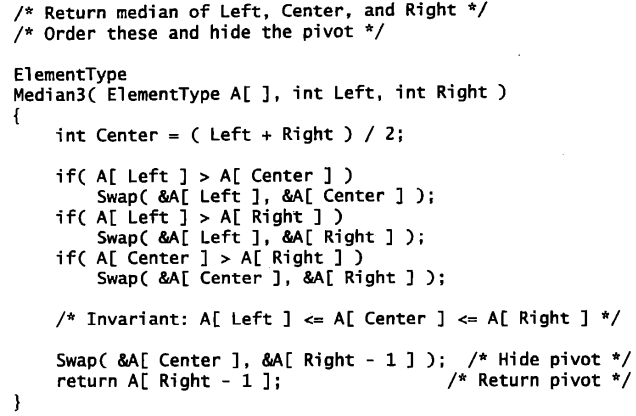 /* Return median of Left, Center, and Right */
/* Order these and hide the pivot */

ElementType
Median3( ElementType A[ ], int Left, int Right )
{
    int Center = ( Left + Right ) / 2;

    if( A[ Left ] > A[ Center ] )
        Swap( &A[ Left ], &A[ Center ] );
    if( A[ Left ] > A[ Right ] )
        Swap( &A[ Left ], &A[ Right ] );
    if( A[ Center ] > A[ Right ] )
        Swap( &A[ Center ], &A[ Right ] );

    /* Invariant: A[ Left ] <= A[ Center ] <= A[ Right ] */

    Swap( &A[ Center ], &A[ Right - 1 ] );  /* Hide pivot */
    return A[ Right - 1 ];                /* Return pivot */
}